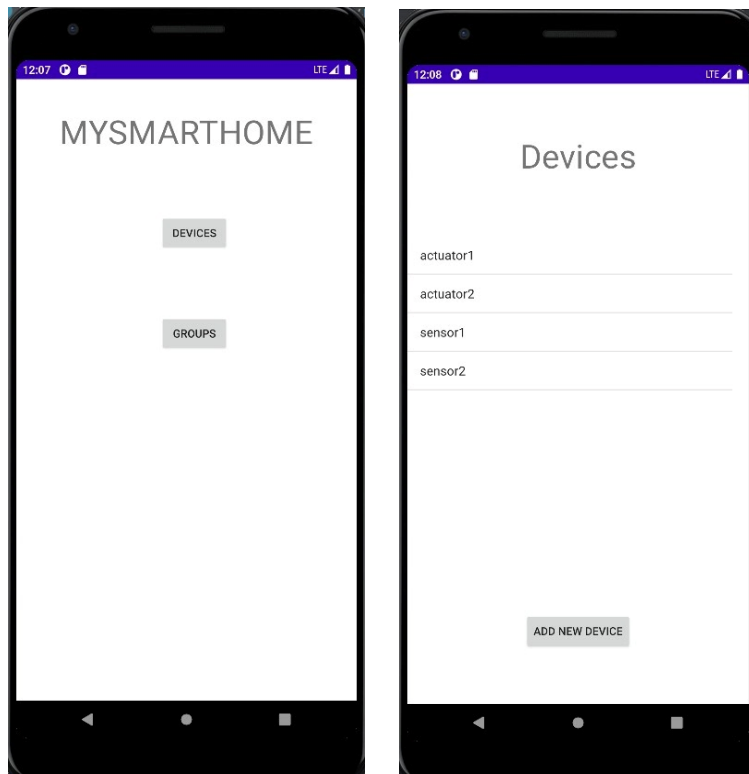 12:07 LTE
MYSMARTHOME
DEVICES
GROUPS
12:08 LTE
Devices
actuator1
actuator2
sensor1
sensor2
ADD NEW DEVICE